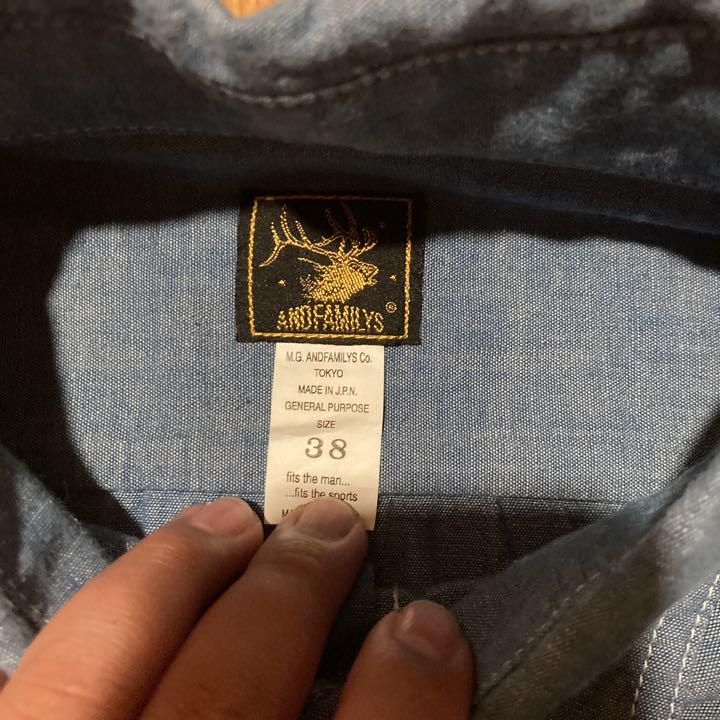 ANDFAMILYS®
M.G. ANDFAMILYS Co.
TOKYO
MADE IN J.P.N.
GENERAL PURPOSE
SIZE
38
fits the man...
...fits the sports